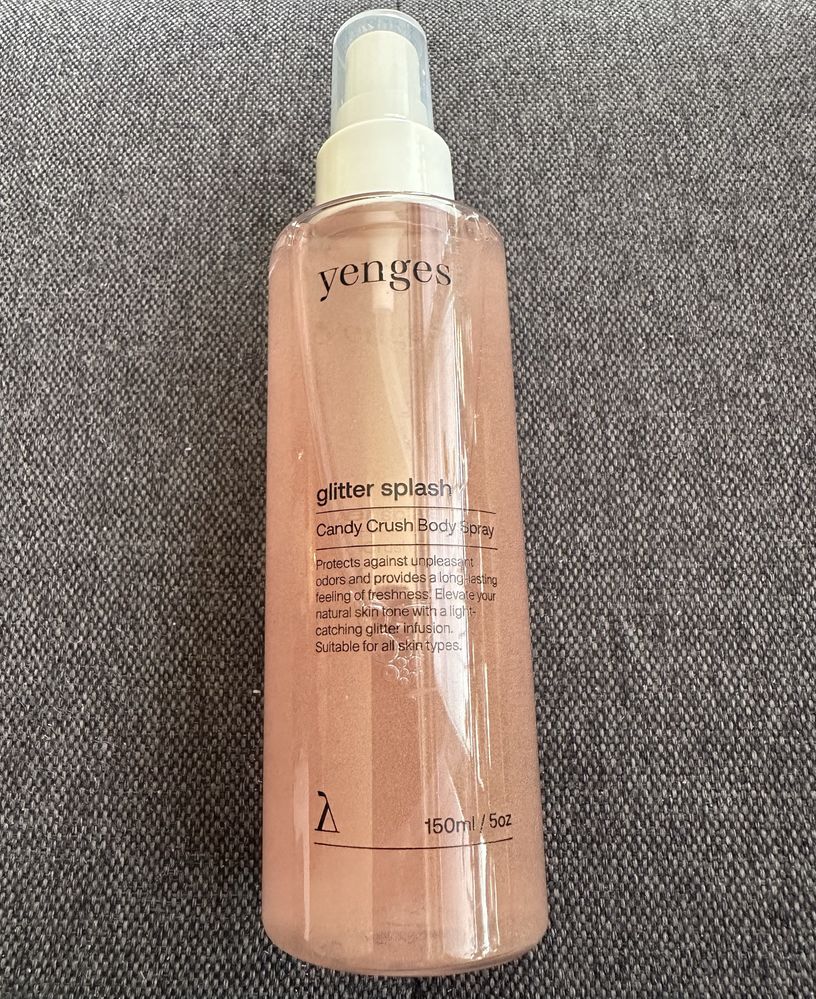 yenges
glitter splash
Candy Crush Body Spray
Protects against unpleasant
odors and provides a long-lasting
feeling of freshness. Elevate your
natural skin tone with a light-
catching glitter infusion.
Suitable for all skin types.
150ml / 5oz